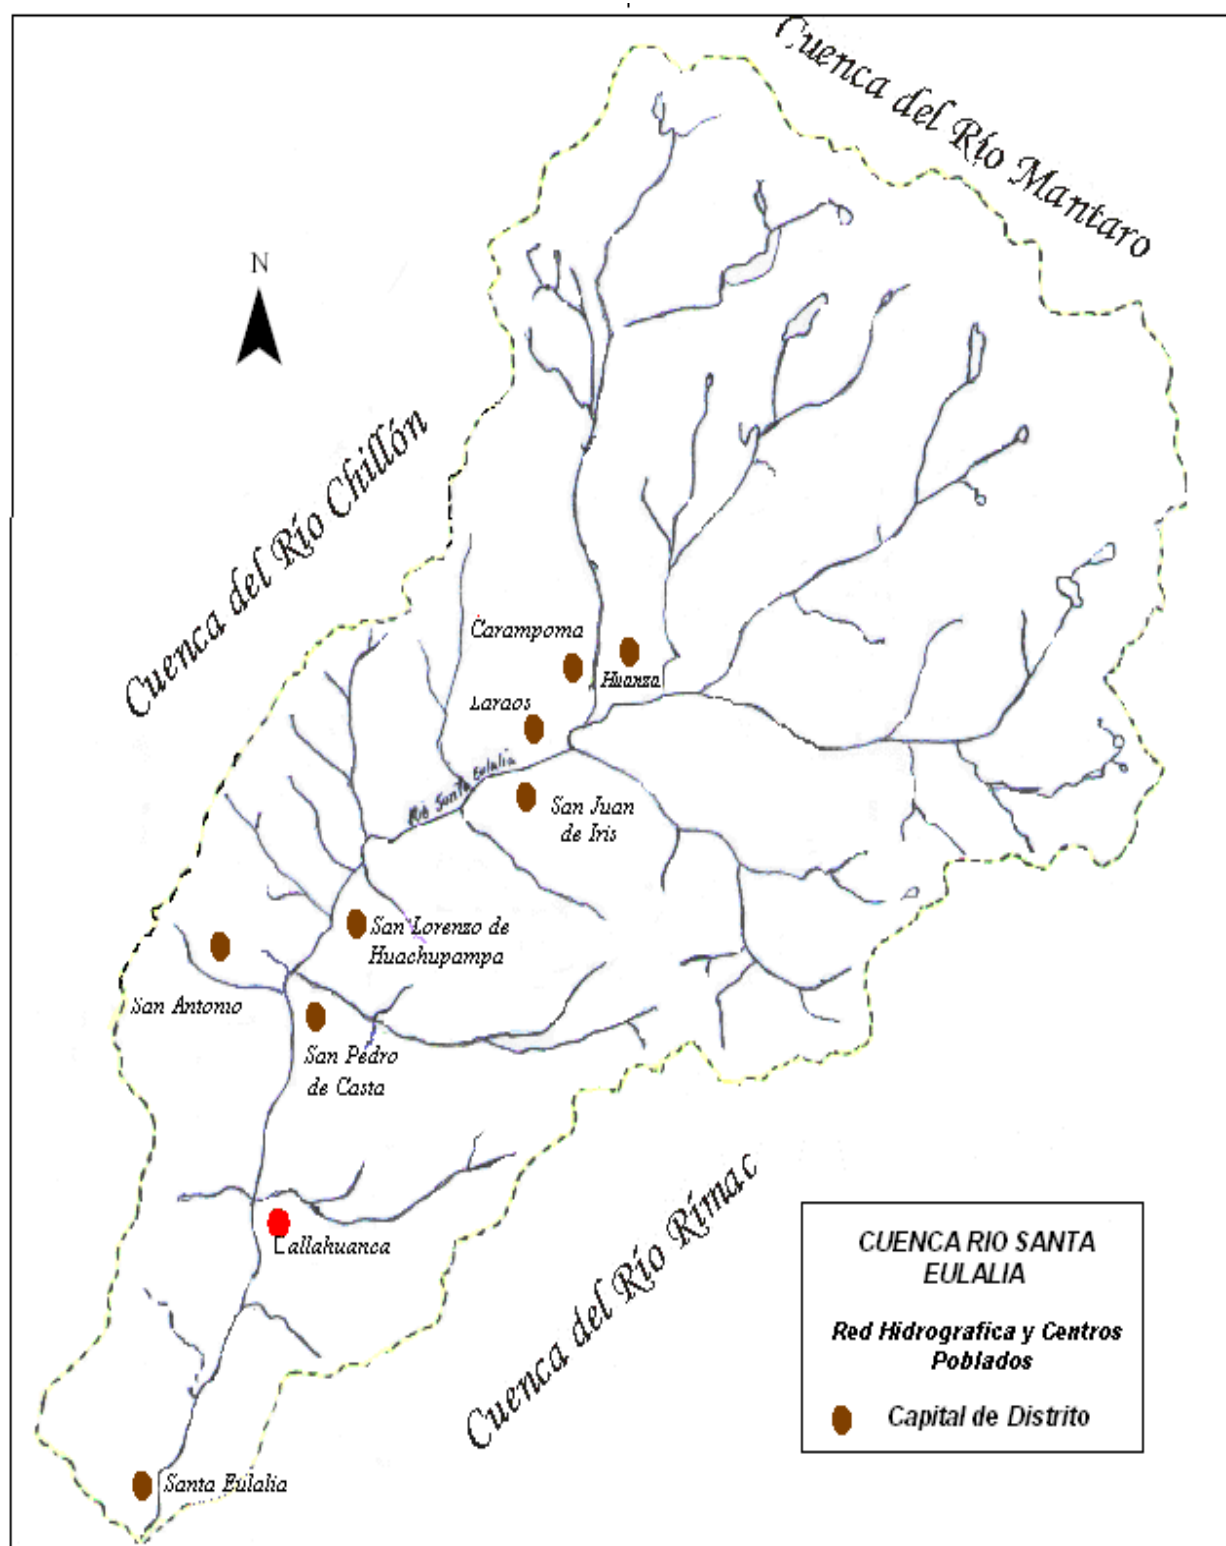 Cuenca del Río Mantaro
N
Cuenca del Río Chillón
Carampoma
Huanza
Laraos
Río Santa Eulalia
San Juan
de Iris
San Lorenzo de
Huachupampa
San Antonio
San Pedro
de Casta
Callahuanca
Cuenca del Río Rímac
Santa Eulalia
CUENCA RIO SANTA
EULALIA
Red Hidrografica y Centros
Poblados
Capital de Distrito